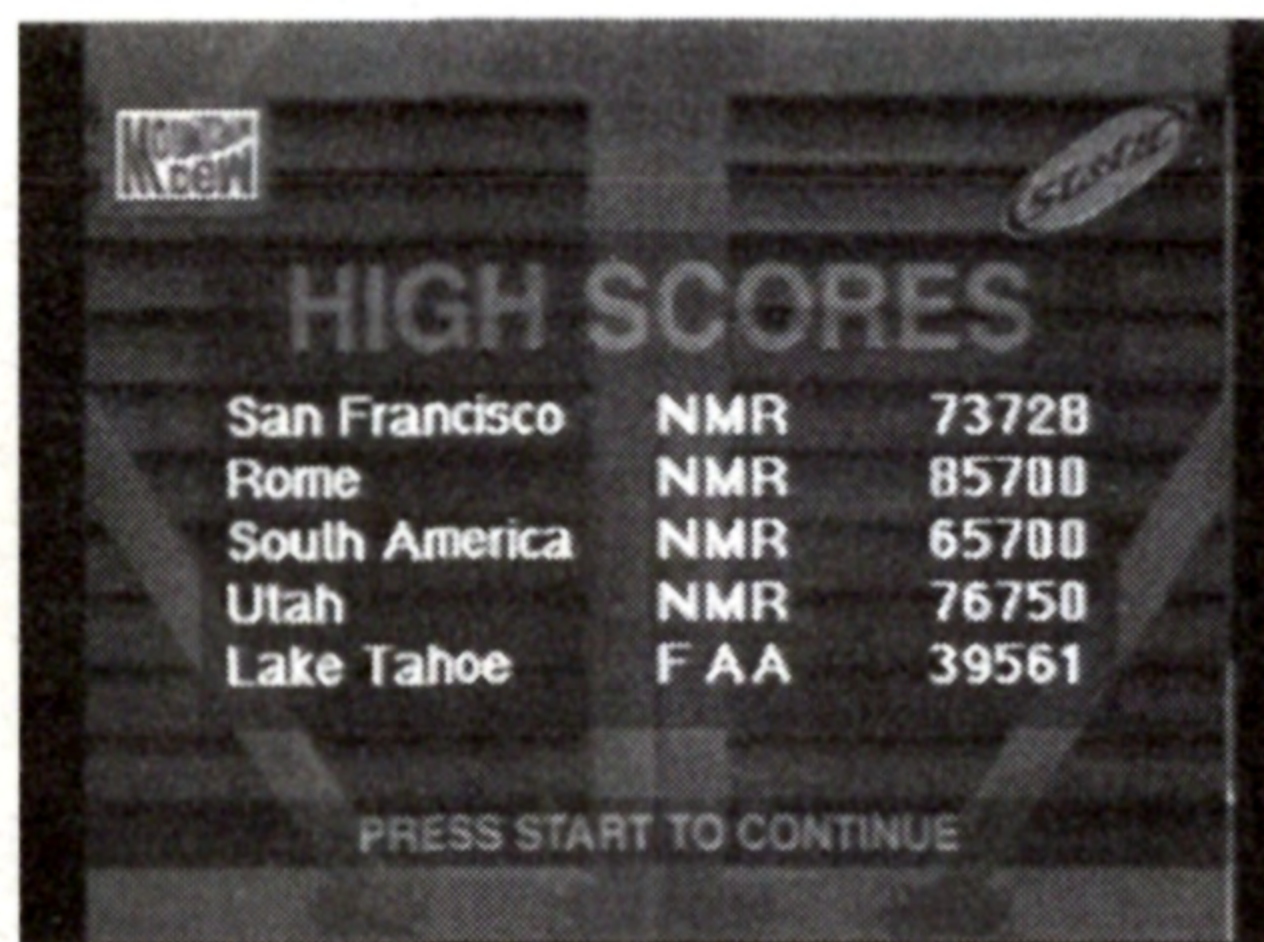 Static
HIGH SCORES
San Francisco NMR 73728
Rome NMR 85700
South America NMR 65700
Utah NMR 76750
Lake Tahoe F A A 39561
PRESS START TO CONTINUE